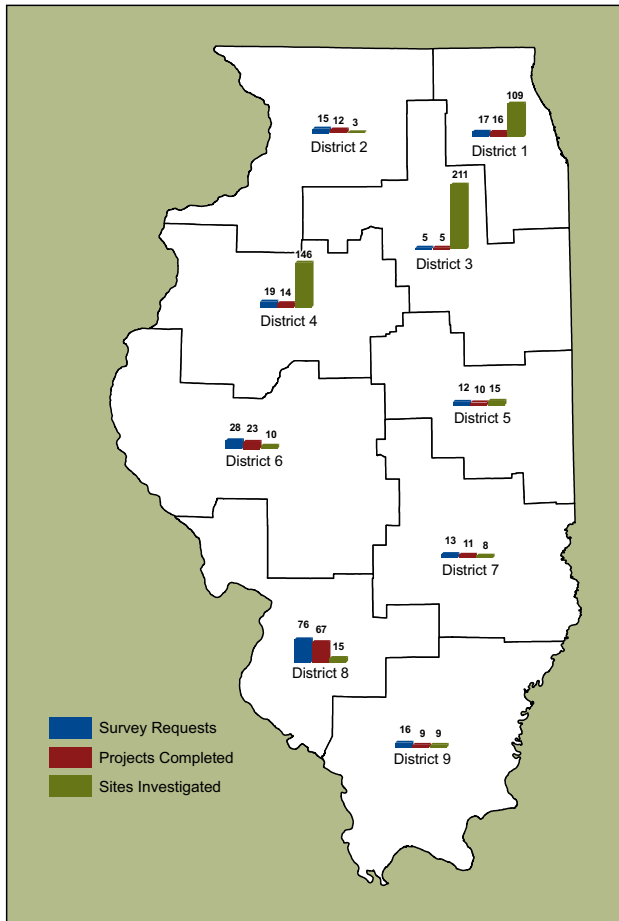 15 12 3
District 2
17 16 109
District 1
5 5 211
District 3
19 14 146
District 4
12 10 15
District 5
28 23 10
District 6
13 11 8
District 7
76 67 15
District 8
16 9 9
District 9
Survey Requests
Projects Completed
Sites Investigated